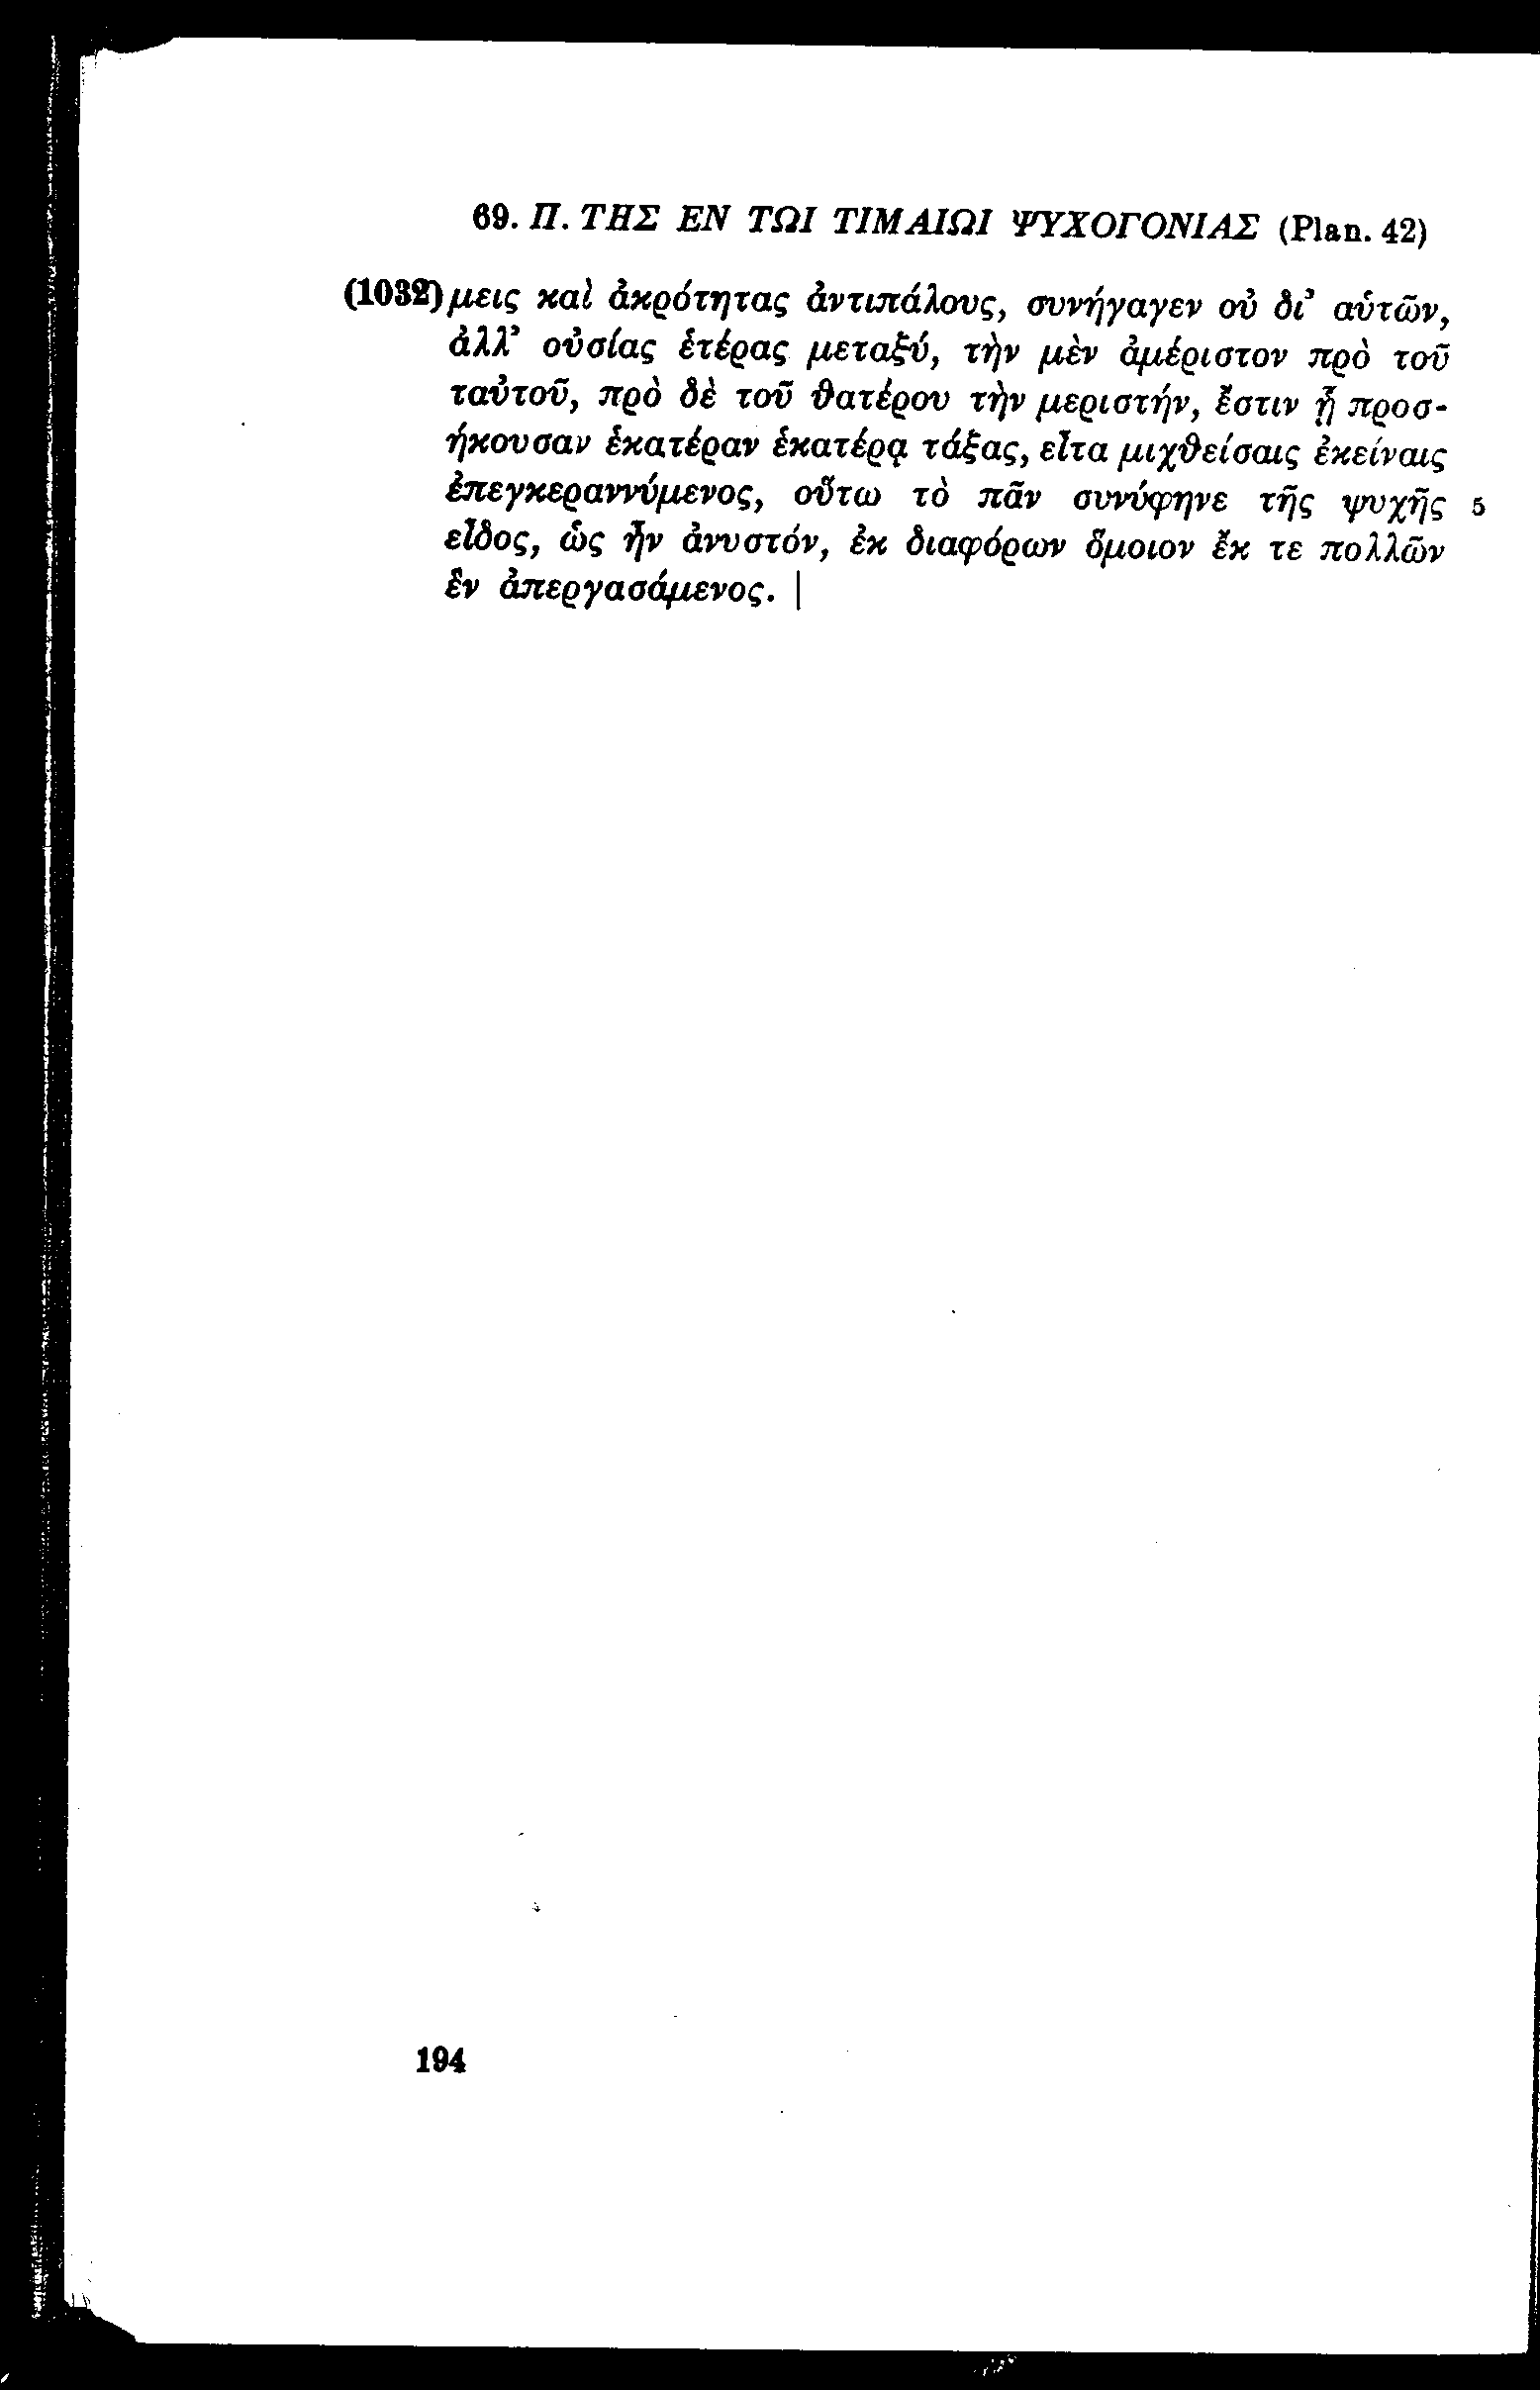 69. Π. ΤΗΣ ΕΝ ΤΩΙ ΤΙΜΑΙΩΙ ΨΥΧΟΓΟΝΙΑΣ (Plan. 42)
(1032) μεις καὶ ἀκρότητας ἀντιπάλους, συνήγαγεν οὐ δι’ αὑτῶν,
ἀλλ’ οὐσίας ἑτέρας μεταξύ, τὴν μὲν ἀμέριστον πρὸ τοῦ
ταὐτοῦ, πρὸ δὲ τοῦ θατέρου τὴν μεριστήν, ἔστιν ᾗ προσ-
ήκουσαν ἑκατέραν ἑκατέρᾳ τάξας, εἶτα μιχθείσαις ἐκείναις
ἐπεγκεραννύμενος, οὕτω τὸ πᾶν συνύφηνε τῆς ψυχῆς 5
εἶδος, ὡς ἦν ἀνυστόν, ἐκ διαφόρων ὅμοιον ἔκ τε πολλῶν
ἓν ἀπεργασάμενος. |
194